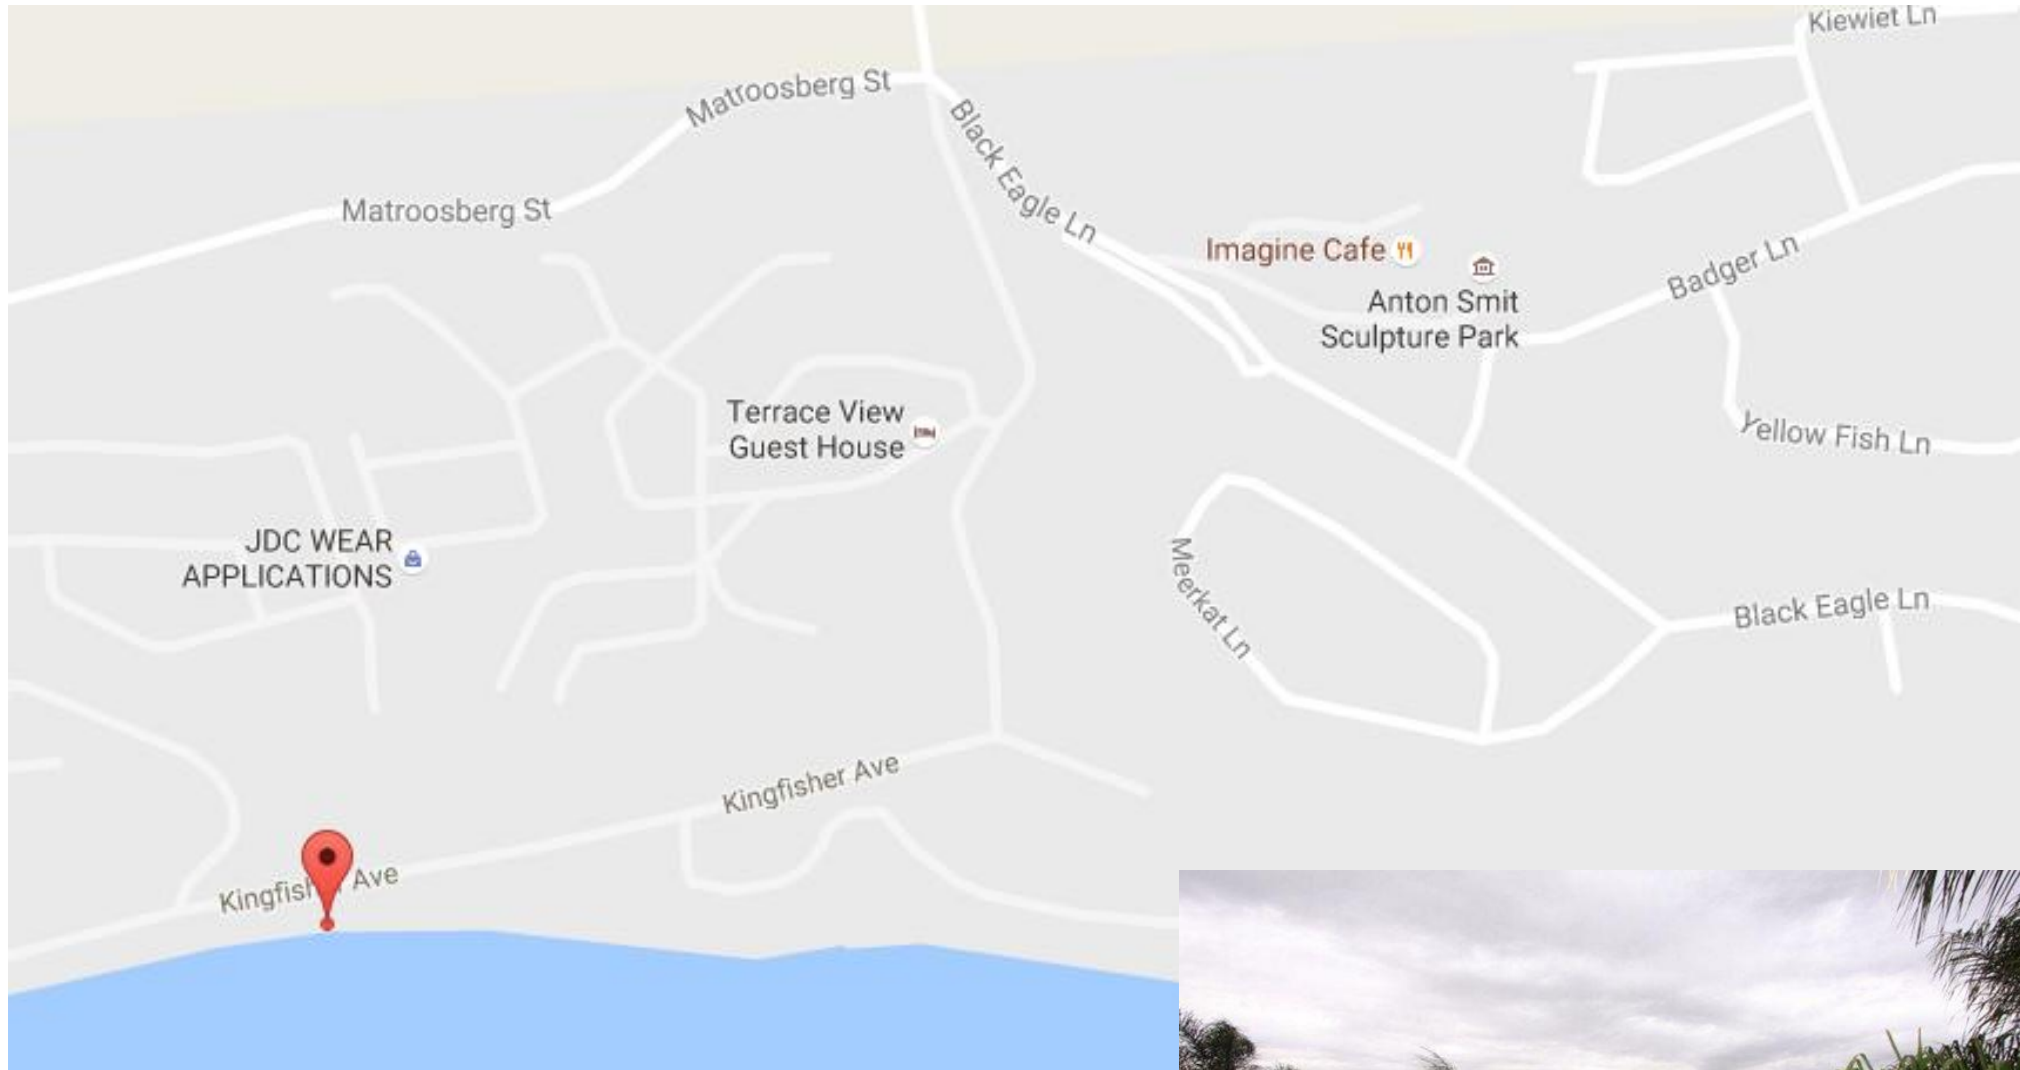 Kiewiet Ln
Matroosberg St
Black Eagle Ln
Matroosberg St
Imagine Cafe
Badger Ln
Anton Smit
Sculpture Park
Terrace View
Guest House
Yellow Fish Ln
JDC WEAR
APPLICATIONS
Meerkat Ln
Black Eagle Ln
Kingfisher Ave
Kingfisher Ave